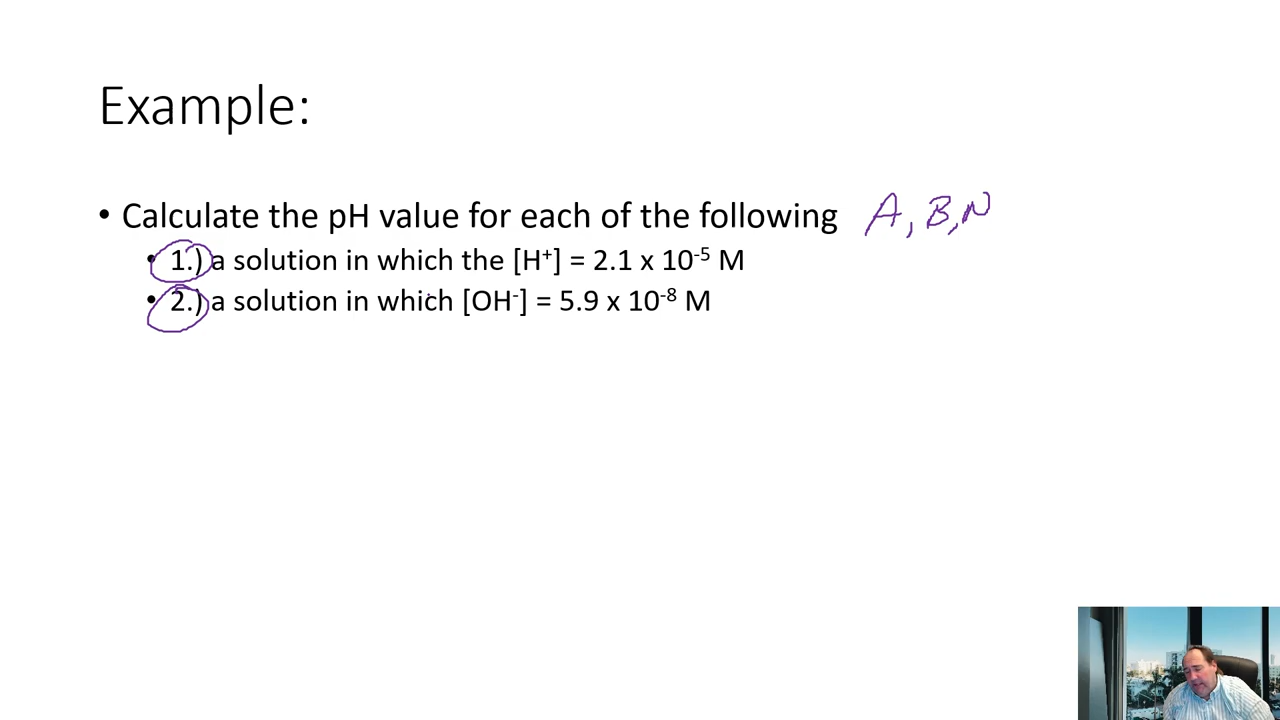 Example:
• Calculate the pH value for each of the following A, B, N
• 1.) a solution in which the [H⁺] = 2.1 x 10⁻⁵ M
• 2.) a solution in which [OH⁻] = 5.9 x 10⁻⁸ M